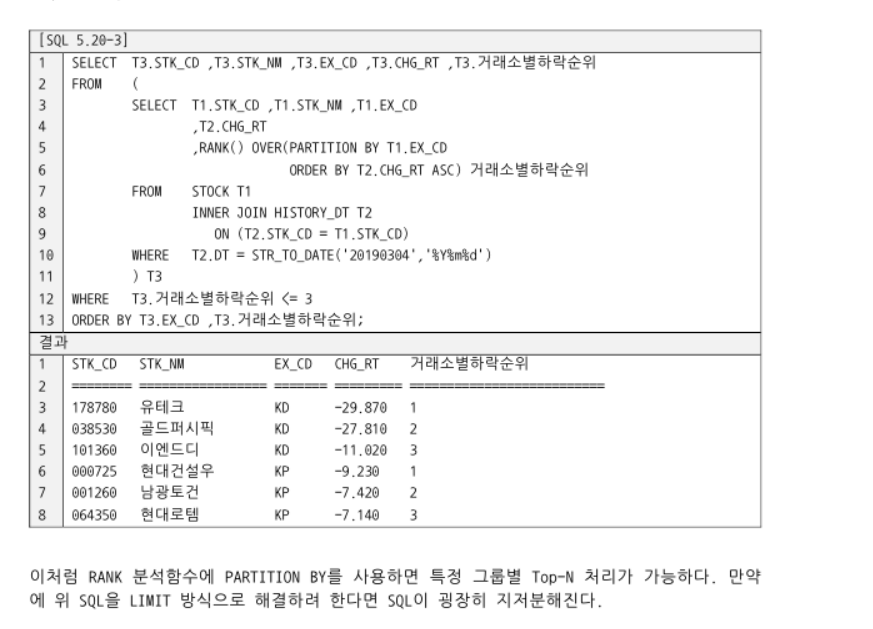 [SQL 5.20-3]
1 SELECT T3.STK_CD ,T3.STK_NM ,T3.EX_CD ,T3.CHG_RT ,T3.거래소별하락순위
2 FROM (
3 SELECT T1.STK_CD ,T1.STK_NM ,T1.EX_CD
4 ,T2.CHG_RT
5 ,RANK() OVER(PARTITION BY T1.EX_CD
6 ORDER BY T2.CHG_RT ASC) 거래소별하락순위
7 FROM STOCK T1
8 INNER JOIN HISTORY_DT T2
9 ON (T2.STK_CD = T1.STK_CD)
10 WHERE T2.DT = STR_TO_DATE('20190304','%Y%m%d')
11 ) T3
12 WHERE T3.거래소별하락순위 <= 3
13 ORDER BY T3.EX_CD ,T3.거래소별하락순위;
결과
1 STK_CD STK_NM EX_CD CHG_RT 거래소별하락순위
2 ======== ================= ======= ========= ==========================
3 178780 유테크 KD -29.870 1
4 038530 골드퍼시픽 KD -27.810 2
5 101360 이엔드디 KD -11.020 3
6 000725 현대건설우 KP -9.230 1
7 001260 남광토건 KP -7.420 2
8 064350 현대로템 KP -7.140 3
이처럼 RANK 분석함수에 PARTITION BY를 사용하면 특정 그룹별 Top-N 처리가 가능하다. 만약
에 위 SQL을 LIMIT 방식으로 해결하려 한다면 SQL이 굉장히 지저분해진다.